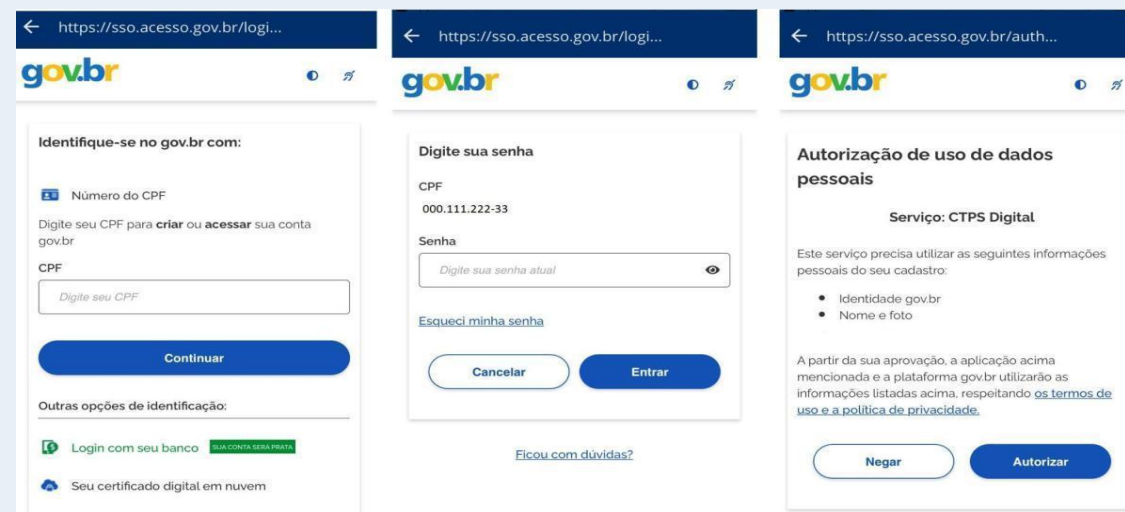 https://sso.acesso.gov.br/logi...
gov.br
Identifique-se no gov.br com:
Número do CPF
Digite seu CPF para criar ou acessar sua conta
gov.br
CPF
Digite seu CPF
Continuar
Outras opções de identificação:
Login com seu banco SUA CONTA SERÁ PRATA
Seu certificado digital em nuvem
https://sso.acesso.gov.br/logi...
gov.br
Digite sua senha
CPF
000.111.222-33
Senha
Digite sua senha atual
Esqueci minha senha
Cancelar Entrar
Ficou com dúvidas?
https://sso.acesso.gov.br/auth...
gov.br
Autorização de uso de dados
pessoais
Serviço: CTPS Digital
Este serviço precisa utilizar as seguintes informações
pessoais do seu cadastro:
Identidade gov.br
Nome e foto
A partir da sua aprovação, a aplicação acima
mencionada e a plataforma gov.br utilizarão as
informações listadas acima, respeitando os termos de
uso e a política de privacidade.
Negar Autorizar